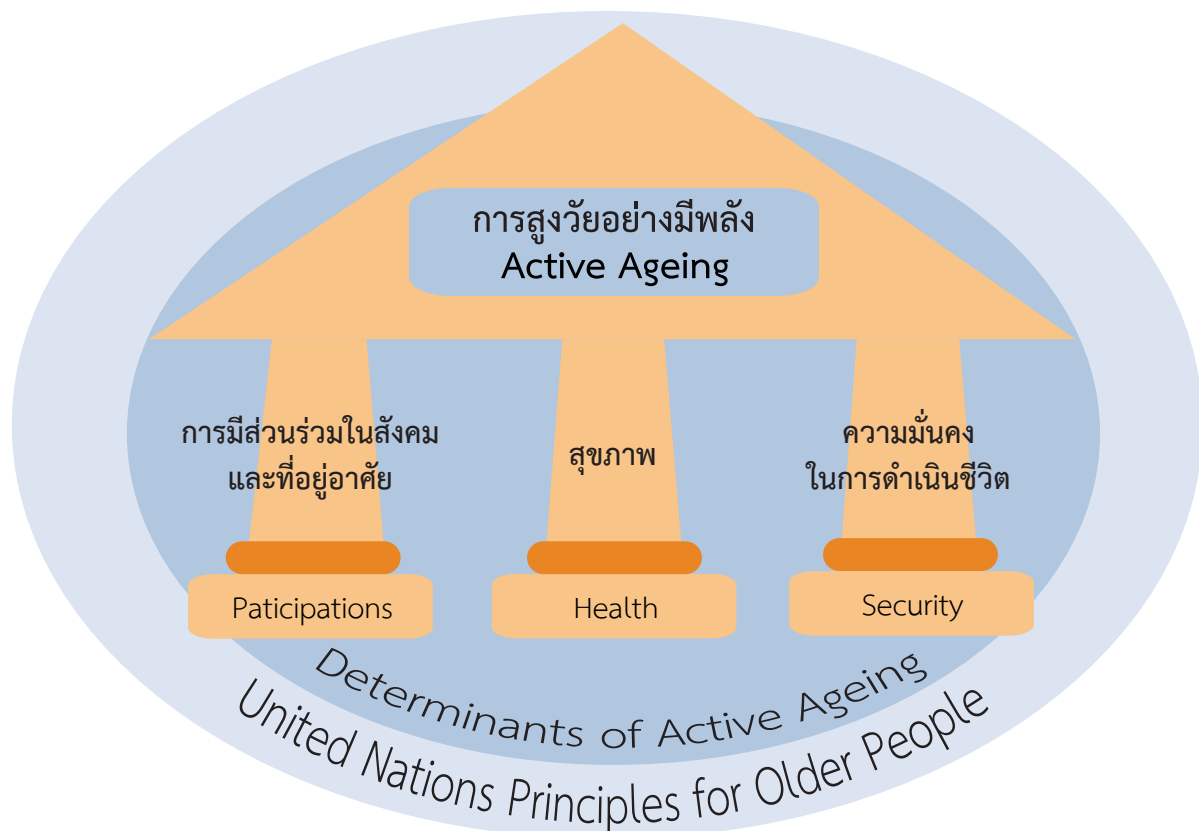 การสูงวัยอย่างมีพลัง
Active Ageing
การมีส่วนร่วมในสังคม
และที่อยู่อาศัย
สุขภาพ
ความมั่นคง
ในการดำเนินชีวิต
Paticipations
Health
Security
Determinants of Active Ageing
United Nations Principles for Older People